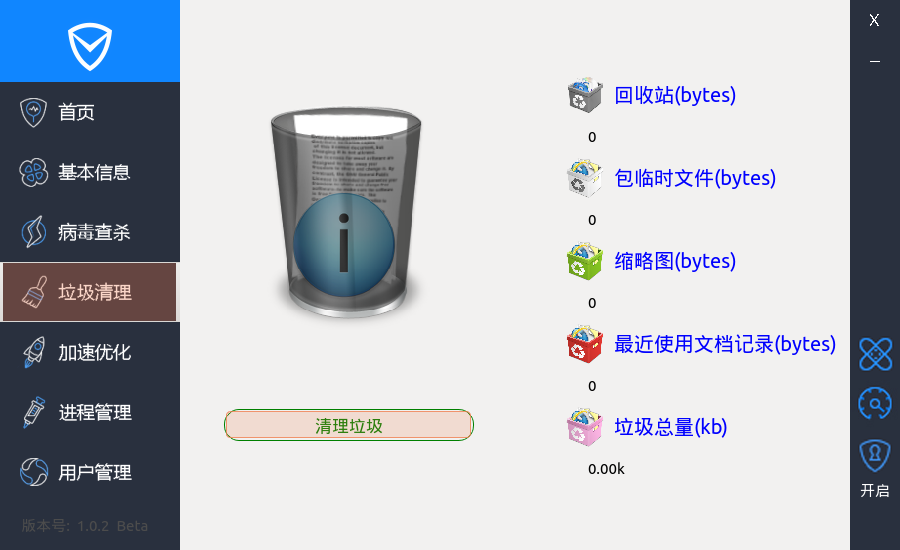 X
首页
基本信息
病毒查杀
垃圾清理
加速优化
进程管理
用户管理
版本号: 1.0.2 Beta
清理垃圾
回收站(bytes)
0
包临时文件(bytes)
0
缩略图(bytes)
0
最近使用文档记录(bytes)
0
垃圾总量(kb)
0.00k
开启